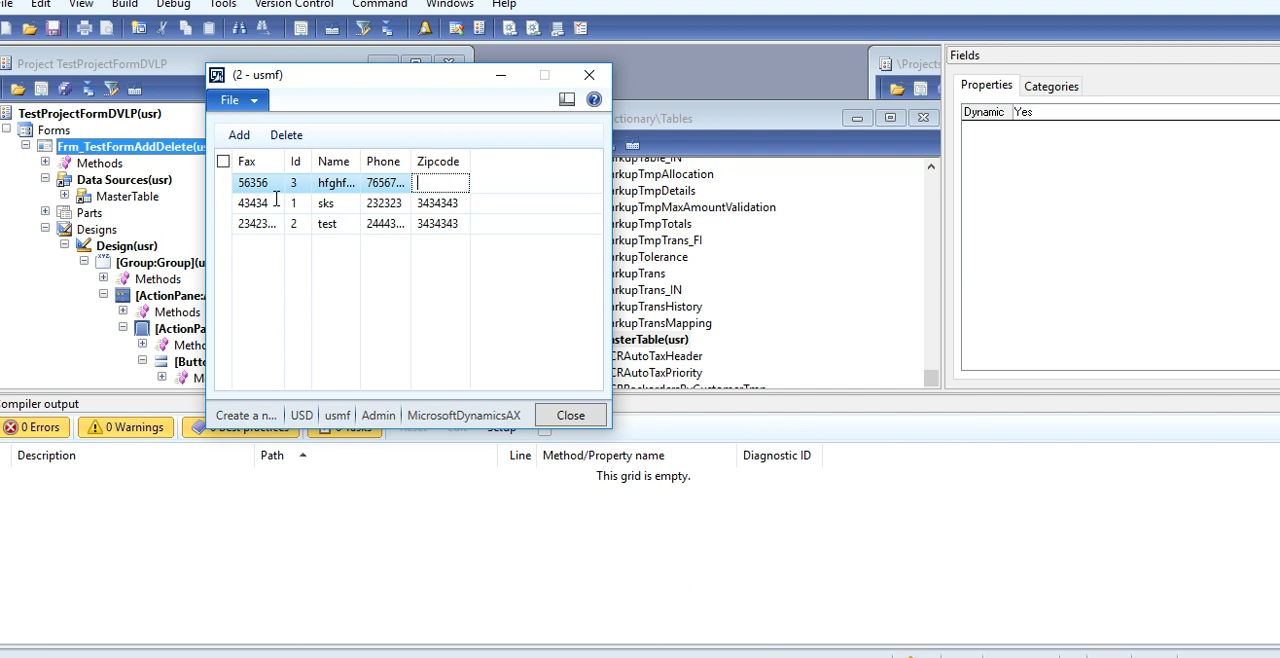 Edit View Build Debug Tools Version Control Command Windows Help
Project TestProjectFormDVLP
TestProjectFormDVLP(usr)
Forms
Frm_TestFormAddDelete(u
Methods
Data Sources(usr)
MasterTable
Parts
Designs
Design(usr)
[Group:Group](u
Methods
[ActionPane:
Methods
[ActionPa
Metho
[Butte
M
(2 - usmf)
File
Add Delete
Fax Id Name Phone Zipcode
56356 3 hfghf... 76567...
43434 1 sks 232323 3434343
23423... 2 test 24443... 3434343
Create a n... USD usmf Admin MicrosoftDynamicsAX Close
ctionary\Tables
rkupTable_IN
rkupTmpAllocation
rkupTmpDetails
rkupTmpMaxAmountValidation
rkupTmpTotals
rkupTmpTrans_FI
rkupTolerance
rkupTrans
rkupTrans_IN
rkupTransHistory
rkupTransMapping
sterTable(usr)
CRAutoTaxHeader
CRAutoTaxPriority
\Projects
Fields
Properties Categories
Dynamic Yes
ompiler output
0 Errors 0 Warnings
Description Path Line Method/Property name Diagnostic ID
This grid is empty.